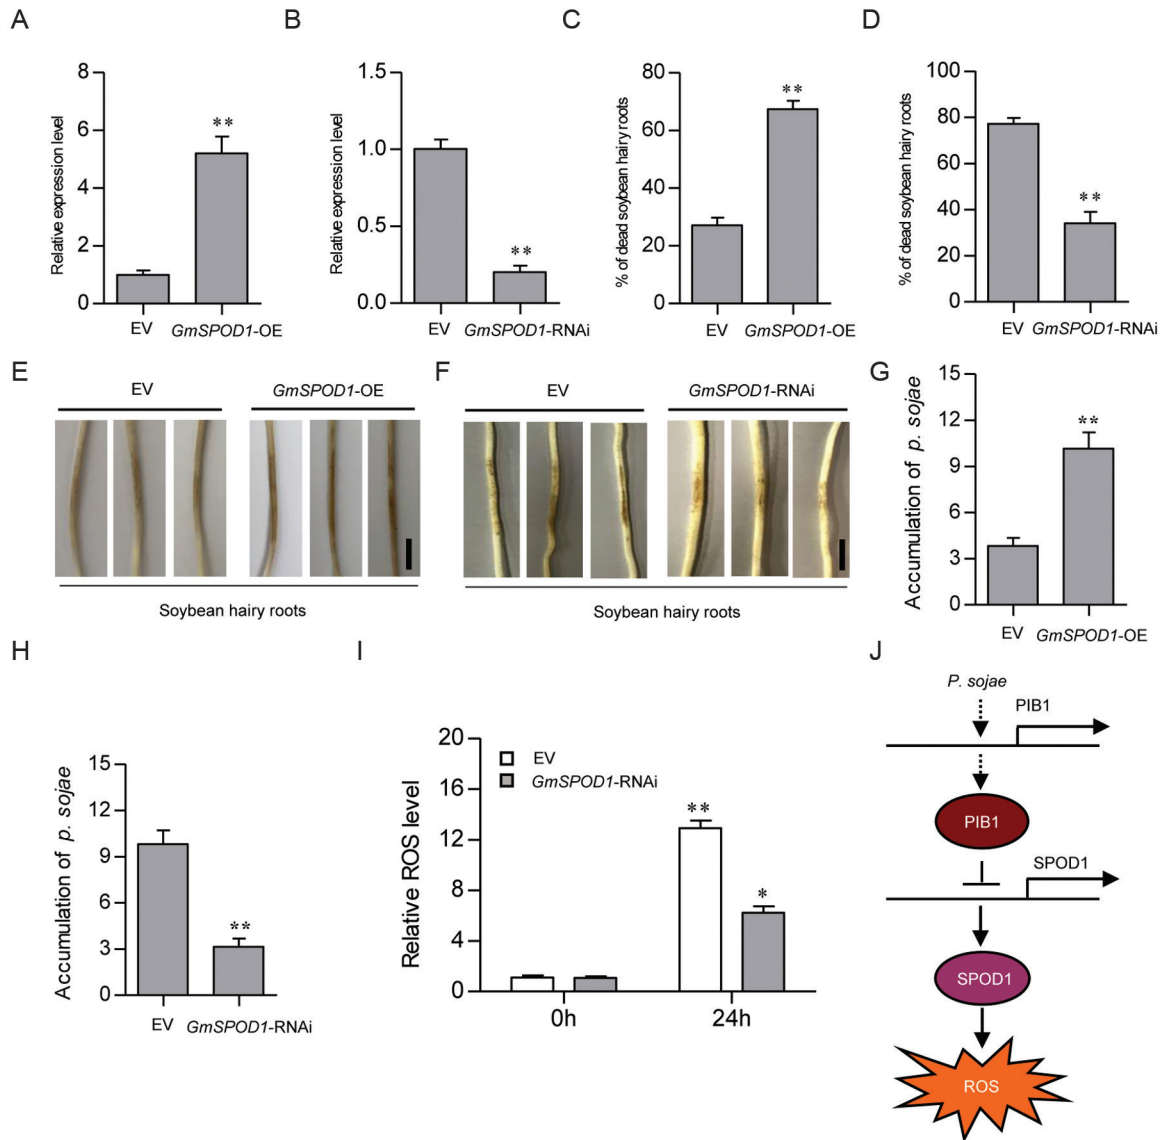 A
B
C
D
Relative expression level
8
6
4
2
0
**
EV
GmSPOD1-OE
Relative expression level
1.5
1.0
0.5
0.0
**
EV
GmSPOD1-RNAi
% of dead soybean hairy roots
80
60
40
20
0
**
EV
GmSPOD1-OE
% of dead soybean hairy roots
100
80
60
40
20
0
**
EV
GmSPOD1-RNAi
E
EV
GmSPOD1-OE
Soybean hairy roots
F
EV
GmSPOD1-RNAi
Soybean hairy roots
G
Accumulation of p. sojae
15
12
9
6
3
0
**
EV
GmSPOD1-OE
H
Accumulation of p. sojae
15
12
9
6
3
0
**
EV
GmSPOD1-RNAi
I
Relative ROS level
20
16
12
8
4
0
EV
GmSPOD1-RNAi
**
*
0h
24h
J
P. sojae
PIB1
PIB1
SPOD1
SPOD1
ROS